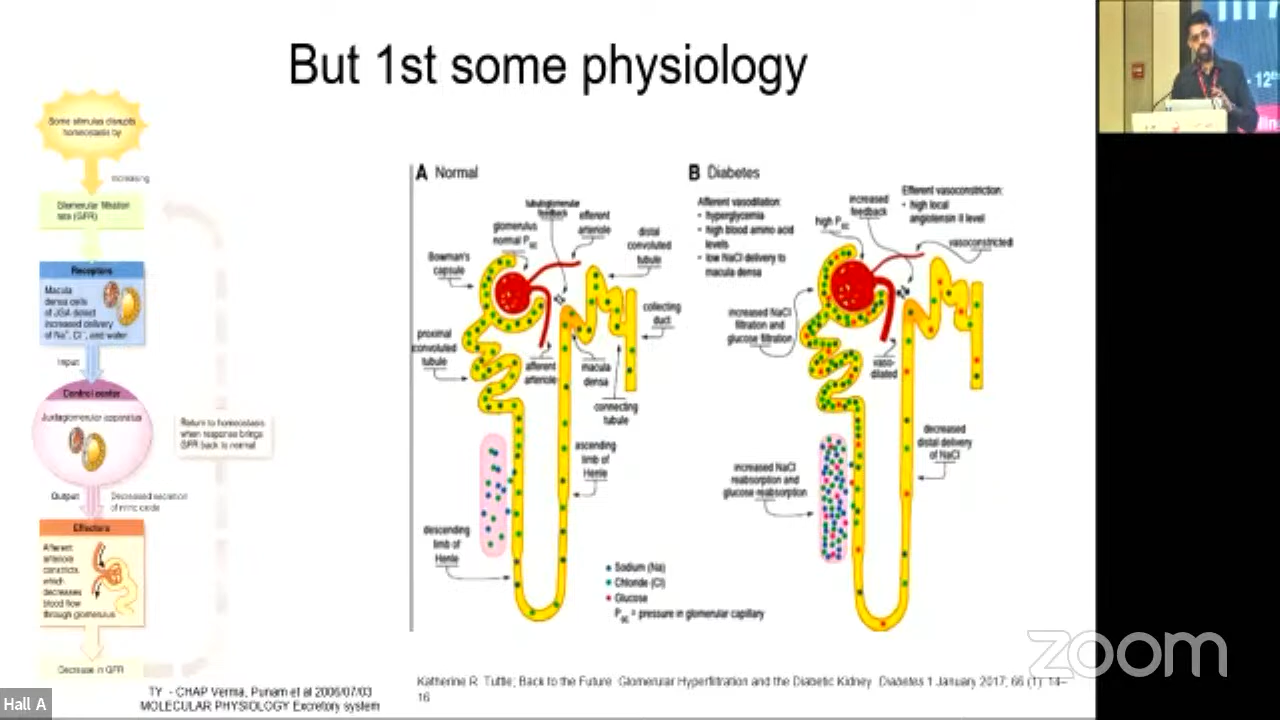 But 1st some physiology
Some stimulus disrupts
homeostasis by
Increasing
Glomerular filtration
rate (GFR)
Receptors
Macula
dense cells
of JGA detect
increased delivery
of Na⁺, Cl⁻, and water
Input
Control center
Juxtaglomerular apparatus
Return to homeostasis
when response brings
GFR back to normal
Output
Decreased secretion
of nitric oxide
Effectors
Afferent
arteriole
constricts,
which
decreases
blood flow
through glomerulus
Decrease in GFR
TY - CHAP Verma, Punam et al 2006/07/03
MOLECULAR PHYSIOLOGY Excretory system
A Normal
tubuloglomerular
feedback
efferent
arteriole
glomerulus
normal P_GC
distal
convoluted
tubule
Bowman's
capsule
collecting
duct
proximal
convoluted
tubule
afferent
arteriole
macula
densa
connecting
tubule
ascending
limb of
Henle
descending
limb of
Henle
Sodium (Na)
Chloride (Cl)
Glucose
P_GC = pressure in glomerular capillary
B Diabetes
Afferent vasodilation:
• hyperglycemia
• high blood amino acid
levels
• low NaCl delivery to
macula densa
high P_GC
increased
feedback
Efferent vasoconstriction:
• high local
angiotensin II level
vasoconstricted
increased NaCl
filtration and
glucose filtration
vaso-
dilated
decreased
distal delivery
of NaCl
increased NaCl
reabsorption and
glucose reabsorption
Katherine R. Tuttle; Back to the Future: Glomerular Hyperfiltration and the Diabetic Kidney. Diabetes 1 January 2017; 66 (1): 14–
16
zoom
Hall A
12th